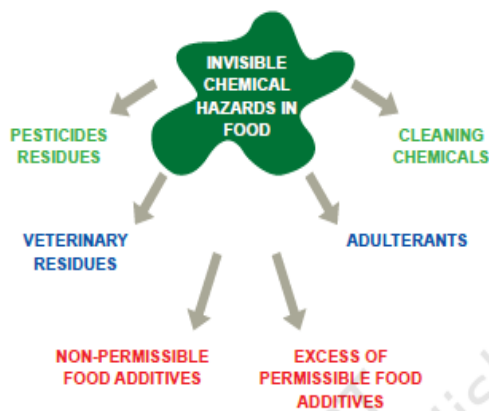 INVISIBLE
CHEMICAL
HAZARDS IN
FOOD
PESTICIDES
RESIDUES
CLEANING
CHEMICALS
VETERINARY
RESIDUES
ADULTERANTS
NON-PERMISSIBLE
FOOD ADDITIVES
EXCESS OF
PERMISSIBLE FOOD
ADDITIVES